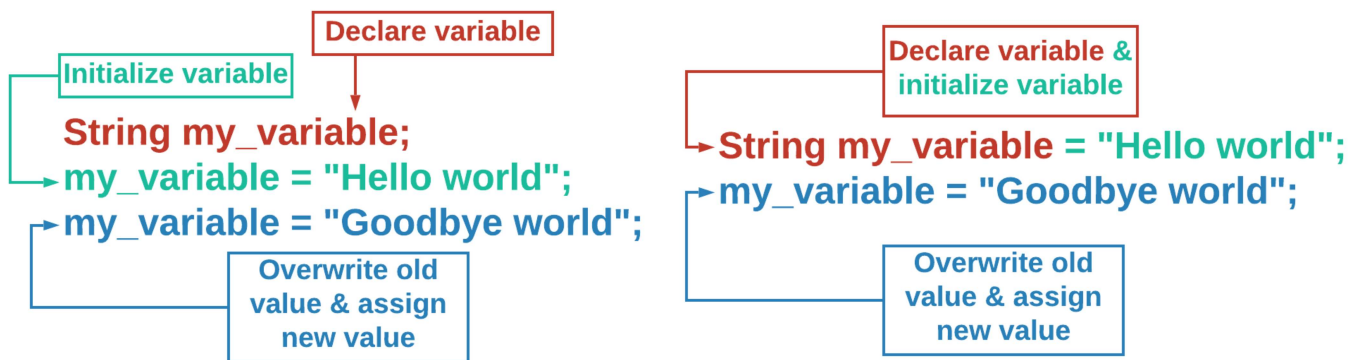 Declare variable
Initialize variable
String my_variable;
my_variable = "Hello world";
my_variable = "Goodbye world";
Overwrite old
value & assign
new value
Declare variable &
initialize variable
String my_variable = "Hello world";
my_variable = "Goodbye world";
Overwrite old
value & assign
new value